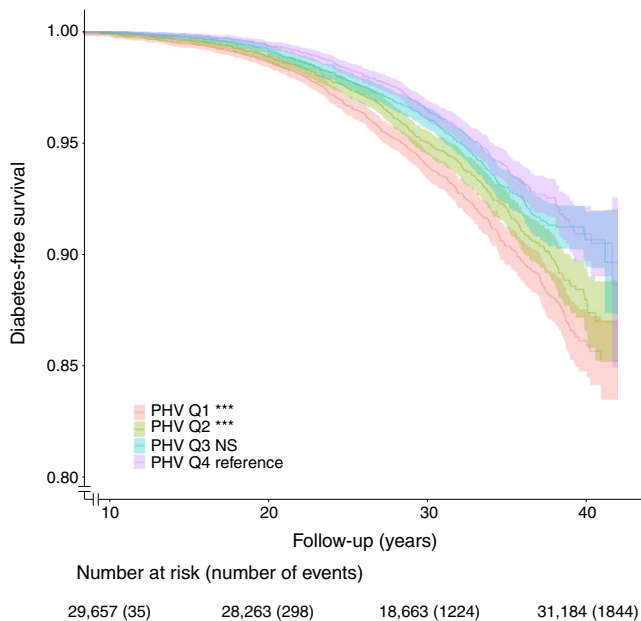 1.00
0.95
0.90
0.85
0.80
Diabetes-free survival
PHV Q1 ***
PHV Q2 ***
PHV Q3 NS
PHV Q4 reference
10 20 30 40
Follow-up (years)
Number at risk (number of events)
29,657 (35) 28,263 (298) 18,663 (1224) 31,184 (1844)